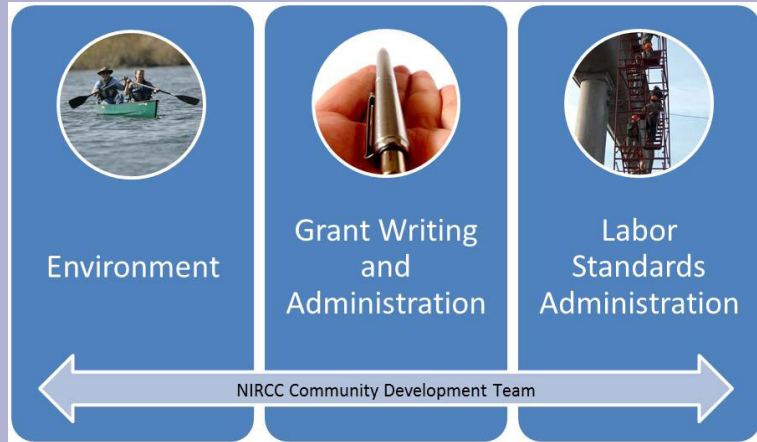 Environment
Grant Writing
and
Administration
Labor
Standards
Administration
NIRCC Community Development Team